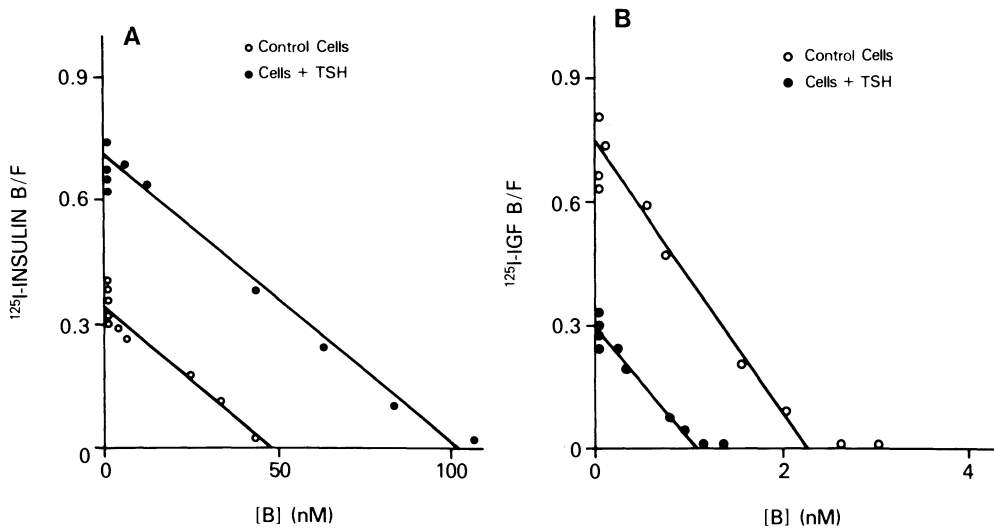 A
○ Control Cells
● Cells + TSH
¹²⁵I-INSULIN B/F
0.9
0.6
0.3
0
0
50
100
[B] (nM)
B
○ Control Cells
● Cells + TSH
¹²⁵I-IGF B/F
0.9
0.6
0.3
0
0
2
4
[B] (nM)